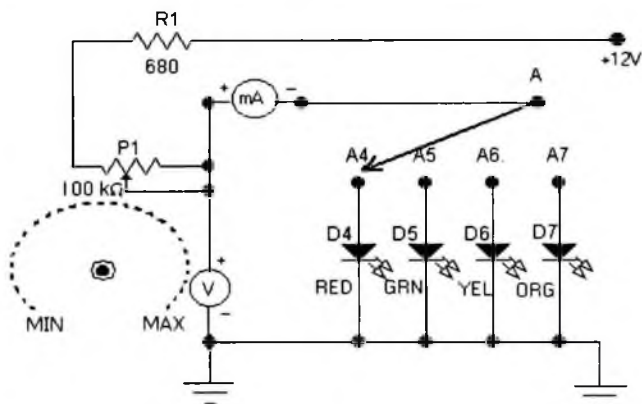 R1
680
+12V
+ mA -
A
P1
100 kΩ
A4 A5 A6. A7
D4 D5 D6 D7
RED GRN YEL ORG
+
V
-
MIN MAX